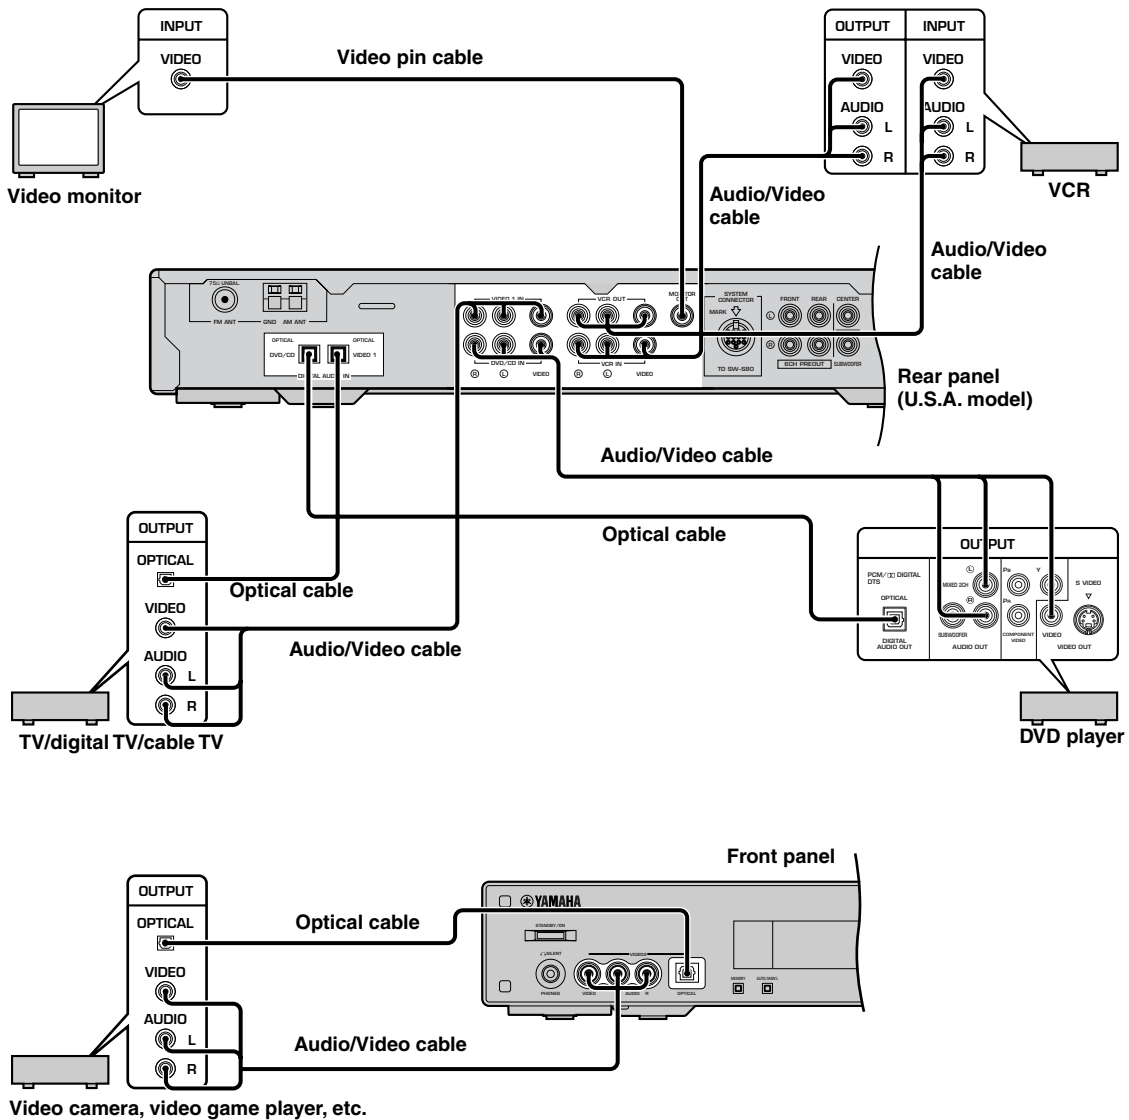 INPUT
VIDEO
Video monitor
Video pin cable
OUTPUT INPUT
VIDEO VIDEO
AUDIO AUDIO
L L
R R
VCR
Audio/Video
cable
Audio/Video
cable
75Ω UNBAL.
FM ANT
GND AM ANT
OPTICAL OPTICAL
DVD/CD VIDEO 1
DIGITAL AUDIO IN
VIDEO 1 IN
DVD/CD IN
R L VIDEO
VCR OUT
VCR IN
R L VIDEO
MONITOR
OUT
SYSTEM
CONNECTOR
MARK
TO SW-S80
FRONT REAR CENTER
L
R
6CH PREOUT SUBWOOFER
Rear panel
(U.S.A. model)
Audio/Video cable
Optical cable
OUTPUT
OPTICAL
VIDEO
AUDIO
L
R
TV/digital TV/cable TV
Optical cable
Audio/Video cable
OUTPUT
PCM/DD DIGITAL
DTS
OPTICAL
DIGITAL
AUDIO OUT
L
MIXED 2CH
R
SUBWOOFER
AUDIO OUT
PB Y
PR
COMPONENT
VIDEO
VIDEO
S VIDEO
VIDEO OUT
DVD player
Front panel
OUTPUT
OPTICAL
VIDEO
AUDIO
L
R
Video camera, video game player, etc.
Optical cable
Audio/Video cable
YAMAHA
STANDBY/ON
SILENT
PHONES
VIDEO AUDIO R
OPTICAL
MEMORY